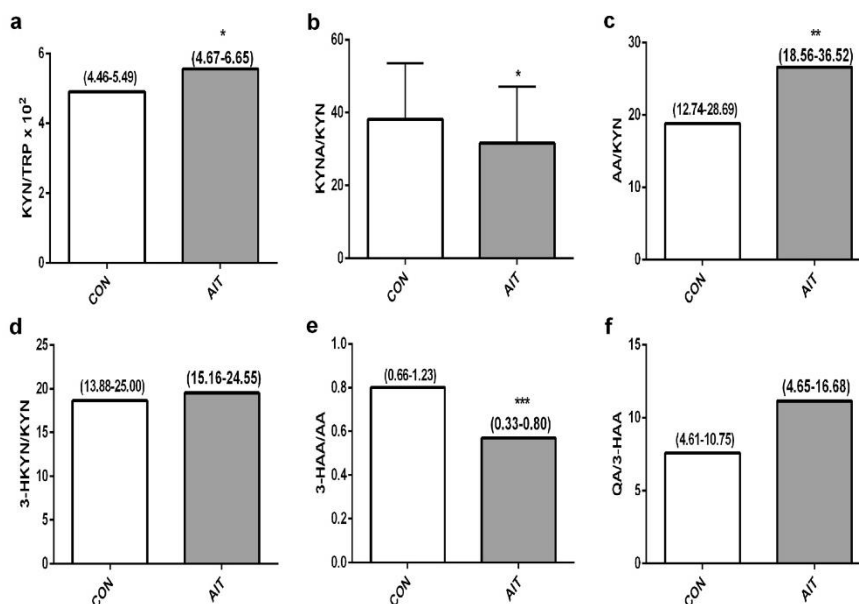 a
*
(4.46-5.49)
(4.67-6.65)
KYN/TRP x 10²
6
4
2
0
CON
AIT
b
*
KYNA/KYN
60
40
20
0
CON
AIT
c
**
(18.56-36.52)
(12.74-28.69)
AA/KYN
30
20
10
0
CON
AIT
d
(13.88-25.00)
(15.16-24.55)
3-HKYN/KYN
25
20
15
10
5
0
CON
AIT
e
(0.66-1.23)
***
(0.33-0.80)
3-HAA/AA
1.0
0.8
0.6
0.4
0.2
0.0
CON
AIT
f
(4.65-16.68)
(4.61-10.75)
QA/3-HAA
15
10
5
0
CON
AIT